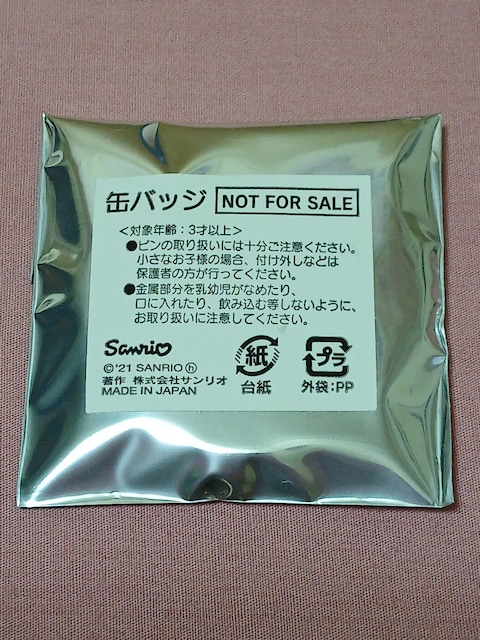 缶バッジ NOT FOR SALE
<対象年齢:3才以上>
●ピンの取り扱いには十分ご注意ください。
小さなお子様の場合、付け外しなどは
保護者の方が行ってください。
●金属部分を乳幼児がなめたり、
口に入れたり、飲み込む等しないように、
お取り扱いに注意してください。
Sanrio
©'21 SANRIO ⓗ
著作 株式会社サンリオ
MADE IN JAPAN
紙
台紙
プラ
外袋:PP